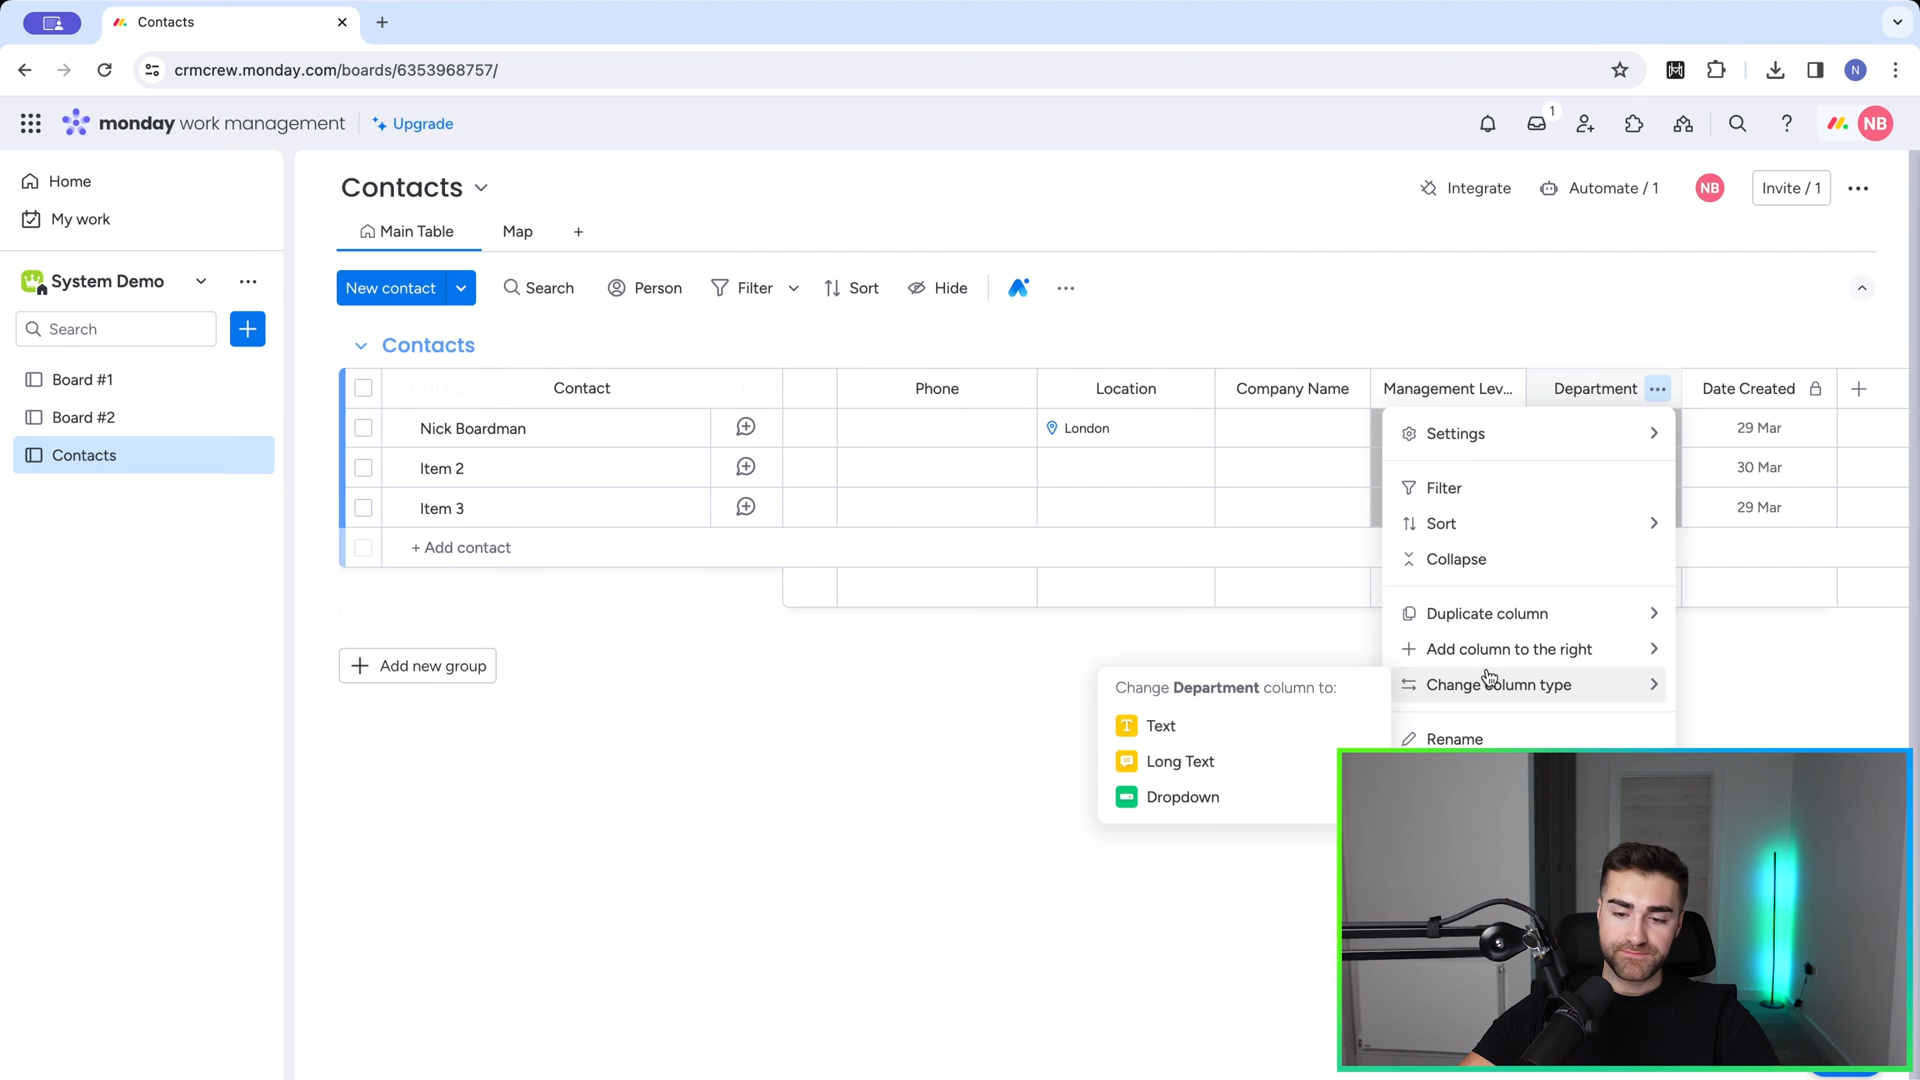 Contacts
crmcrew.monday.com/boards/6353968757/
N
monday work management
Upgrade
1
NB
Home
My work
System Demo
Search
Board #1
Board #2
Contacts
Contacts
Integrate
Automate / 1
NB
Invite / 1
Main Table
Map
New contact
Search
Person
Filter
Sort
Hide
Contacts
Contact
Phone
Location
Company Name
Management Lev...
Department
Date Created
Nick Boardman
London
29 Mar
Item 2
30 Mar
Item 3
29 Mar
+ Add contact
Add new group
Settings
Filter
Sort
Collapse
Duplicate column
Add column to the right
Change column type
Rename
Change Department column to:
Text
Long Text
Dropdown